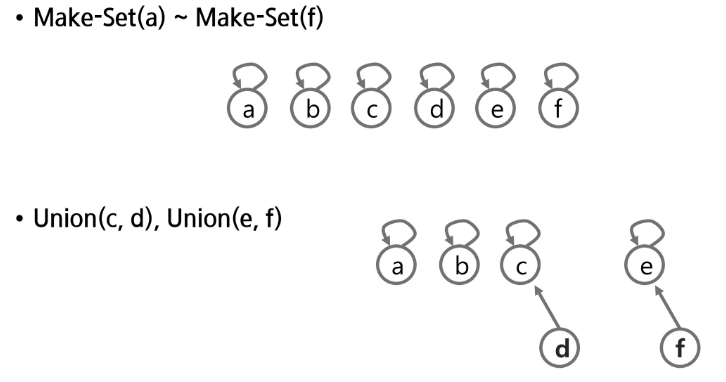 • Make-Set(a) ~ Make-Set(f)
a b c d e f
• Union(c, d), Union(e, f)
a b c e
d f